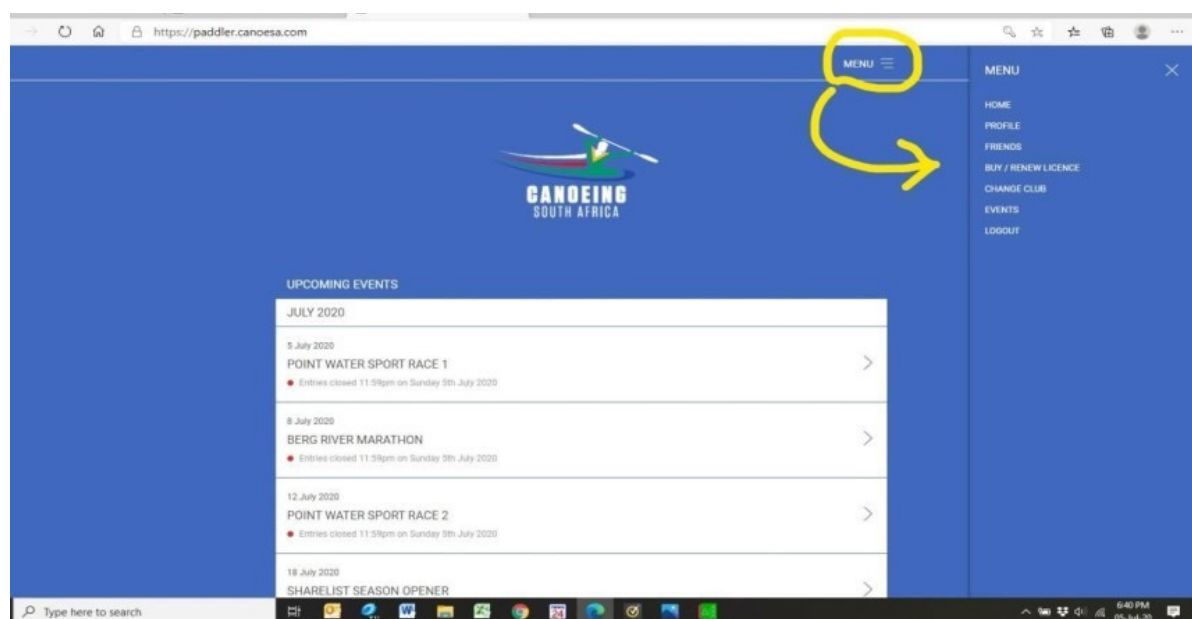 https://paddler.canoesa.com
MENU
MENU
HOME
PROFILE
FRIENDS
BUY / RENEW LICENCE
CHANGE CLUB
EVENTS
LOGOUT
CANOEING
SOUTH AFRICA
UPCOMING EVENTS
JULY 2020
5 July 2020
POINT WATER SPORT RACE 1
Entries closed 11:59pm on Sunday 5th July 2020
8 July 2020
BERG RIVER MARATHON
Entries closed 11:59pm on Sunday 5th July 2020
12 July 2020
POINT WATER SPORT RACE 2
Entries closed 11:59pm on Sunday 5th July 2020
18 July 2020
SHARELIST SEASON OPENER
Type here to search
24
6:40 PM
05-Jul-20